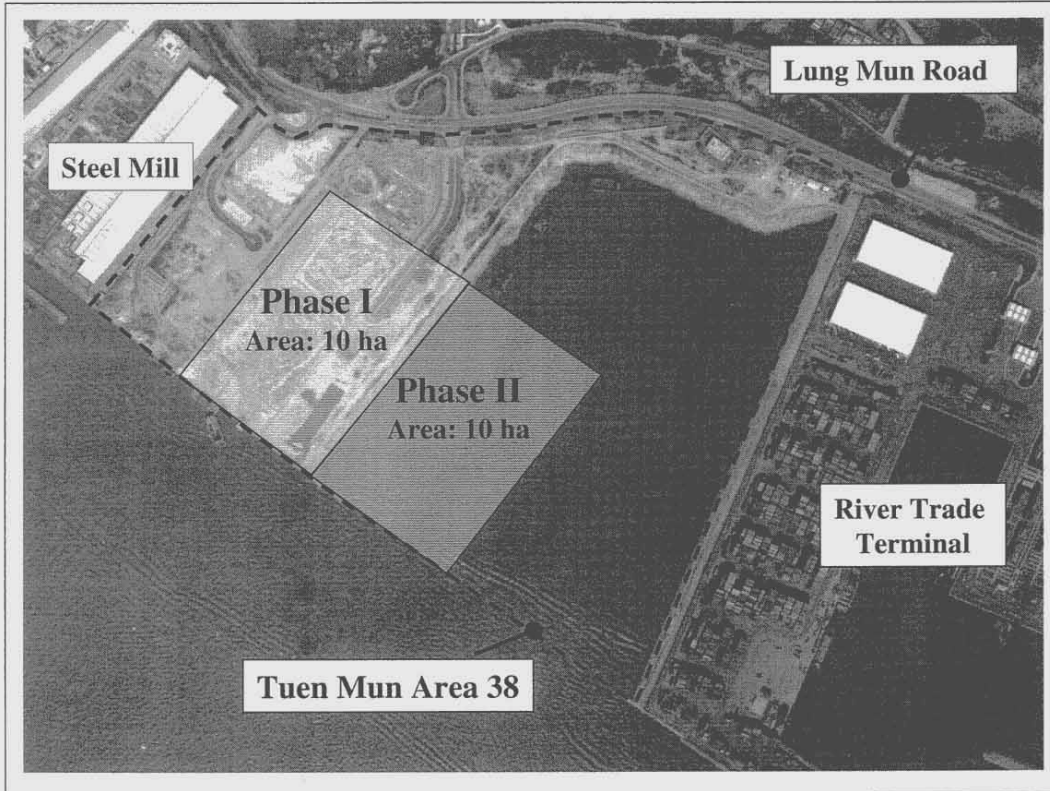 Lung Mun Road
Steel Mill
Phase I
Area: 10 ha
Phase II
Area: 10 ha
River Trade
Terminal
Tuen Mun Area 38